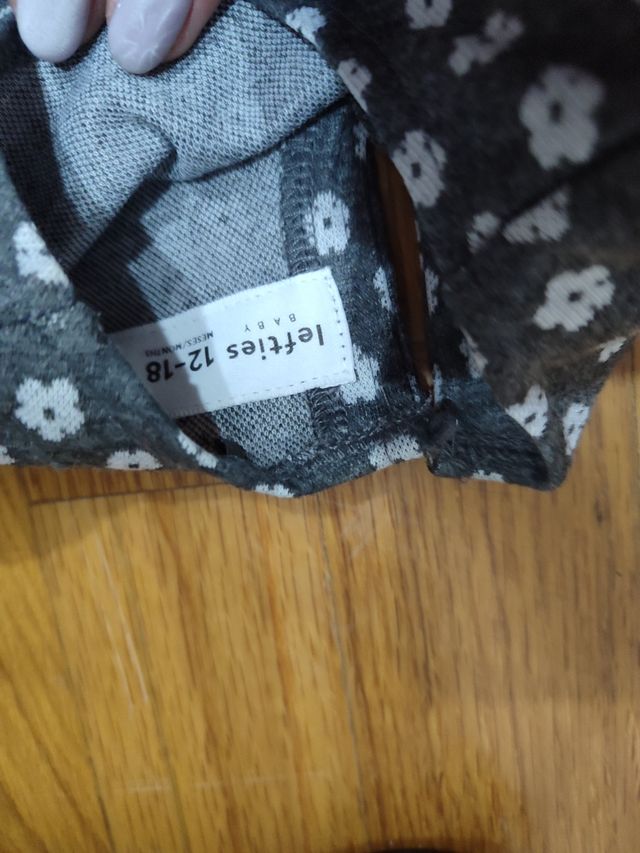 lefties
BABY
12-18
MESES/MONTHS